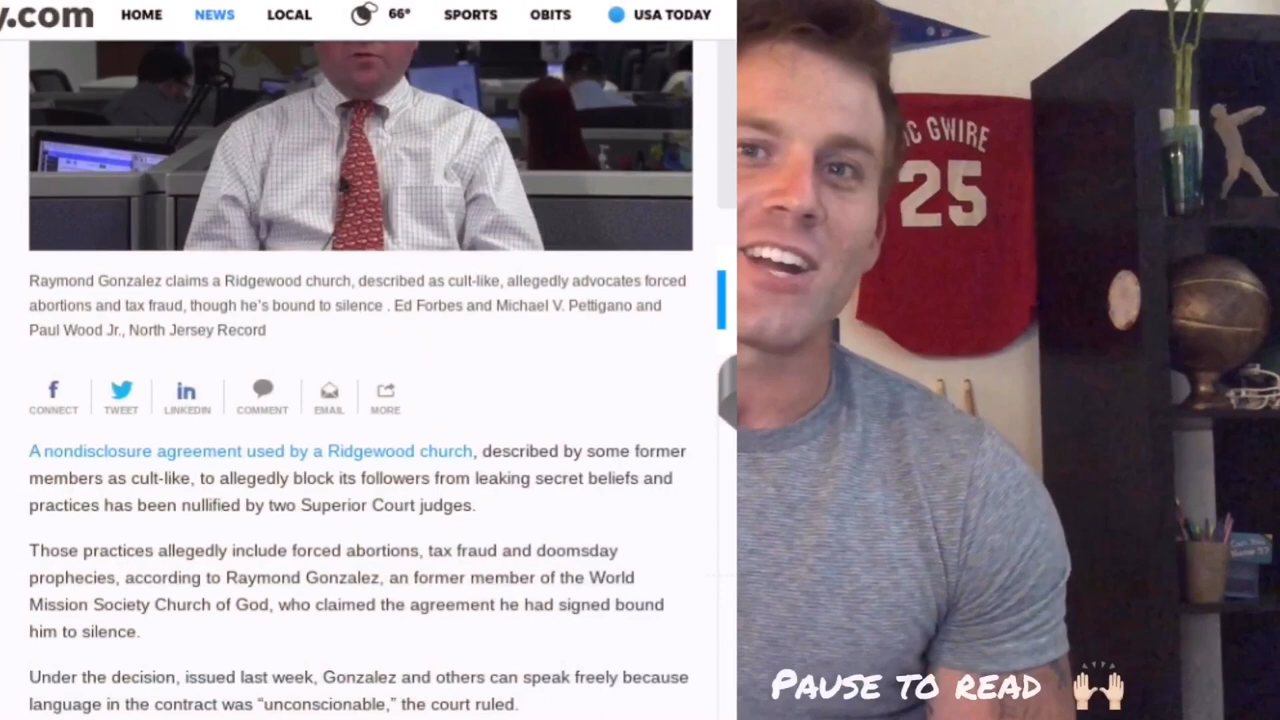 y.com HOME NEWS LOCAL 66° SPORTS OBITS USA TODAY
Raymond Gonzalez claims a Ridgewood church, described as cult-like, allegedly advocates forced
abortions and tax fraud, though he's bound to silence . Ed Forbes and Michael V. Pettigano and
Paul Wood Jr., North Jersey Record
CONNECT TWEET LINKEDIN COMMENT EMAIL MORE
A nondisclosure agreement used by a Ridgewood church, described by some former
members as cult-like, to allegedly block its followers from leaking secret beliefs and
practices has been nullified by two Superior Court judges.
Those practices allegedly include forced abortions, tax fraud and doomsday
prophecies, according to Raymond Gonzalez, an former member of the World
Mission Society Church of God, who claimed the agreement he had signed bound
him to silence.
Under the decision, issued last week, Gonzalez and others can speak freely because
language in the contract was “unconscionable,” the court ruled.
C GWIRE
25
PAUSE TO READ